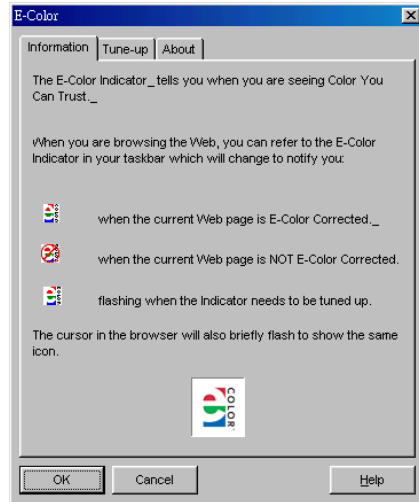 E-Color
Information Tune-up About
The E-Color Indicator_ tells you when you are seeing Color You
Can Trust._
When you are browsing the Web, you can refer to the E-Color
Indicator in your taskbar which will change to notify you:
when the current Web page is E-Color Corrected._
when the current Web page is NOT E-Color Corrected.
flashing when the Indicator needs to be tuned up.
The cursor in the browser will also briefly flash to show the same
icon.
COLOR
OK Cancel Help